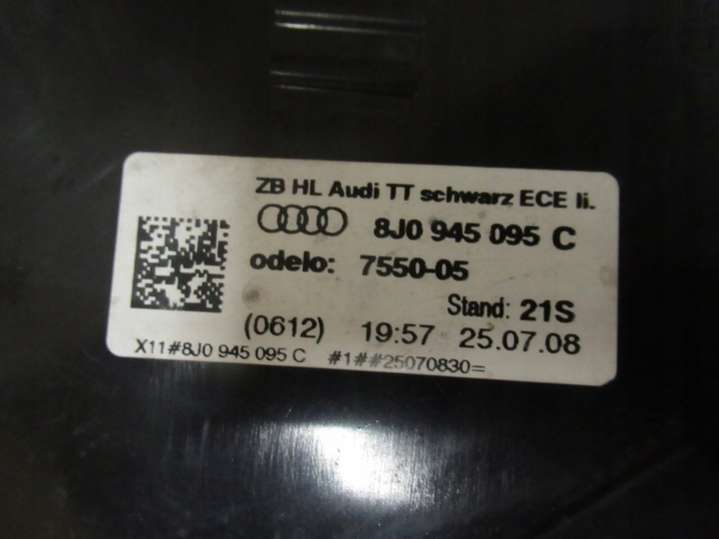 ZB HL Audi TT schwarz ECE li.
8J0 945 095 C
odelo: 7550-05
Stand: 21S
(0612) 19:57 25.07.08
X11#8J0 945 095 C #1##25070830=